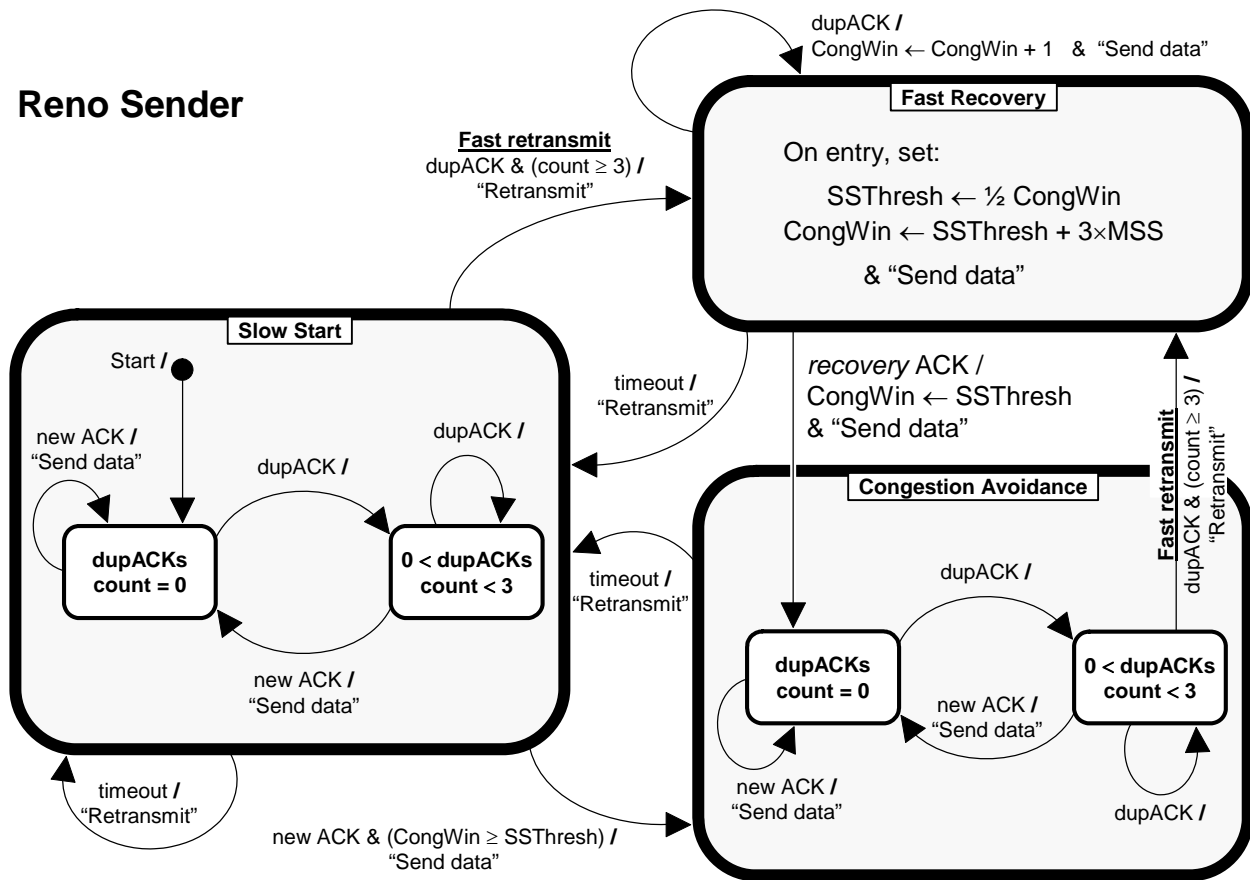 Reno Sender
dupACK /
CongWin ← CongWin + 1 & “Send data”
Fast Recovery
On entry, set:
SSThresh ← ½ CongWin
CongWin ← SSThresh + 3×MSS
& “Send data”
Fast retransmit
dupACK & (count ≥ 3) /
“Retransmit”
Slow Start
Start /
new ACK /
“Send data”
dupACK /
dupACK /
dupACKs
count = 0
0 < dupACKs
count < 3
new ACK /
“Send data”
timeout /
“Retransmit”
timeout /
“Retransmit”
timeout /
“Retransmit”
new ACK & (CongWin ≥ SSThresh) /
“Send data”
recovery ACK /
CongWin ← SSThresh
& “Send data”
Fast retransmit
dupACK & (count ≥ 3) /
“Retransmit”
Congestion Avoidance
dupACK /
dupACKs
count = 0
0 < dupACKs
count < 3
new ACK /
“Send data”
new ACK /
“Send data”
dupACK /